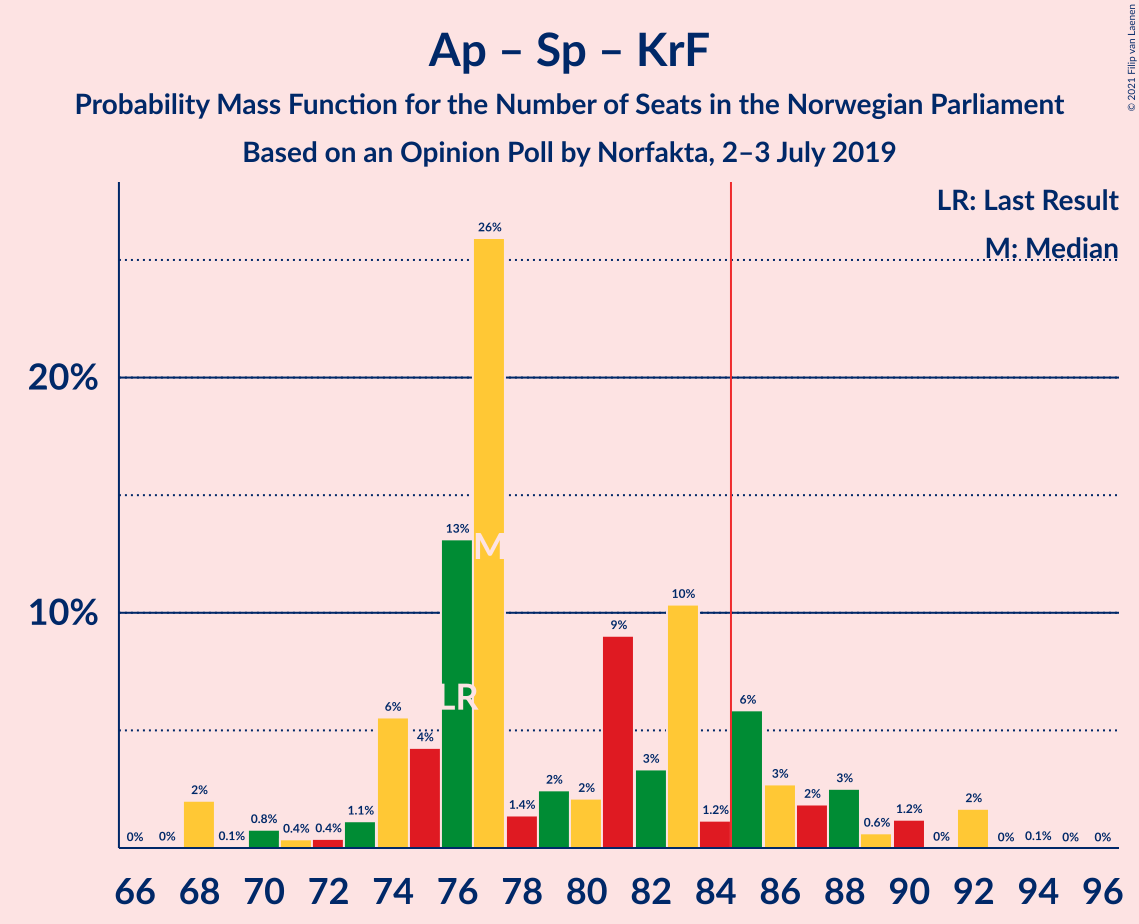 © 2021 Filip van Laenen
Ap – Sp – KrF
Probability Mass Function for the Number of Seats in the Norwegian Parliament
Based on an Opinion Poll by Norfakta, 2–3 July 2019
LR: Last Result
M: Median
20%
10%
0% 0% 2% 0.1% 0.8% 0.4% 0.4% 1.1% 6% 4% 13% 26% 1.4% 2% 2% 9% 3% 10% 1.2% 6% 3% 2% 3% 0.6% 1.2% 0% 2% 0% 0.1% 0% 0%
LR M
66 68 70 72 74 76 78 80 82 84 86 88 90 92 94 96